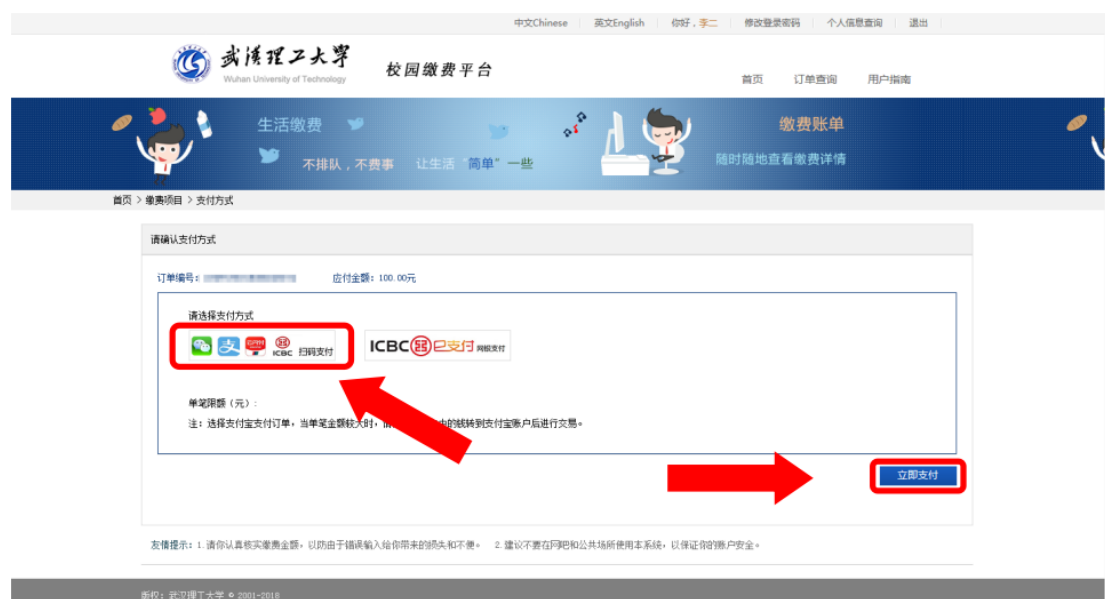 中文Chinese 英文English 你好，李二 修改登录密码 个人信息查询 退出
武汉理工大学
Wuhan University of Technology
校园缴费平台
首页 订单查询 用户指南
生活缴费
不排队，不费事 让生活“简单”一些
缴费账单
随时随地查看缴费详情
首页 > 缴费项目 > 支付方式
请确认支付方式
订单编号： 应付金额：100.00元
请选择支付方式
支 ICBC 扫码支付
ICBC e支付 网银支付
单笔限额（元）：
注：选择支付宝支付订单，当单笔金额较大时，中的钱转到支付宝账户后进行交易。
立即支付
友情提示：1.请你认真核实缴费金额，以防由于错误输入给你带来的损失和不便。 2.建议不要在网吧和公共场所使用本系统，以保证你的账户安全。
版权：武汉理工大学 © 2001-2018